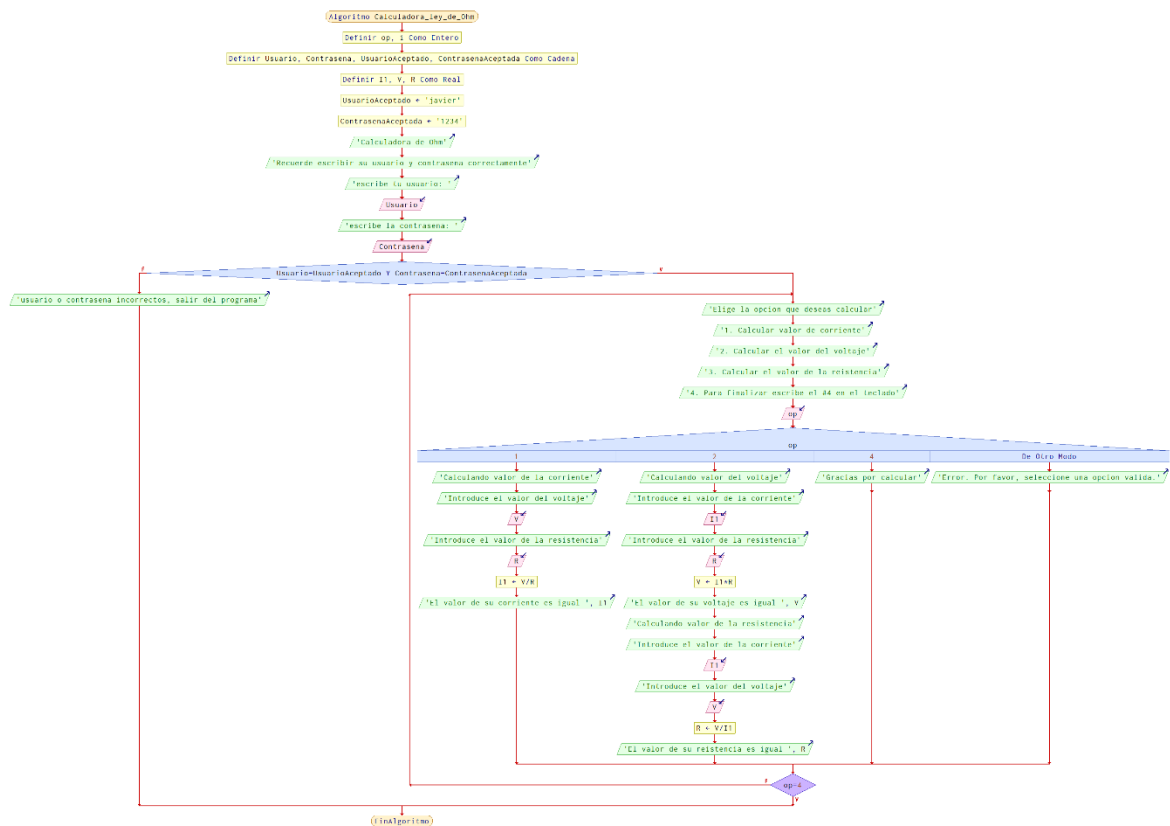 Algoritmo Calculadora_ley_de_Ohm
Definir op, i Como Entero
Definir Usuario, Contrasena, UsuarioAceptado, ContrasenaAceptada Como Cadena
Definir I1, V, R Como Real
UsuarioAceptado ← 'javier'
ContrasenaAceptada ← '1234'
'Calculadora de Ohm'
'Recuerde escribir su usuario y contrasena correctamente'
'escribe tu usuario: '
Usuario
'escribe la contrasena: '
Contrasena
F
Usuario=UsuarioAceptado Y Contrasena=ContrasenaAceptada
V
'usuario o contrasena incorrectos, salir del programa'
'Elige la opcion que deseas calcular'
'1. Calcular valor de corriente'
'2. Calcular el valor del voltaje'
'3. Calcular el valor de la reistencia'
'4. Para finalizar escribe el #4 en el teclado'
op
op
1
2
4
De Otro Modo
'Calculando valor de la corriente'
'Calculando valor del voltaje'
'Gracias por calcular'
'Error. Por favor, seleccione una opcion valida.'
'Introduce el valor del voltaje'
'Introduce el valor de la corriente'
V
I1
'Introduce el valor de la resistencia'
'Introduce el valor de la resistencia'
R
R
I1 ← V/R
V ← I1*R
'El valor de su corriente es igual ', I1
'El valor de su voltaje es igual ', V
'Calculando valor de la resistencia'
'Introduce el valor de la corriente'
I1
'Introduce el valor del voltaje'
V
R ← V/I1
'El valor de su reistencia es igual ', R
F
op=4
V
FinAlgoritmo